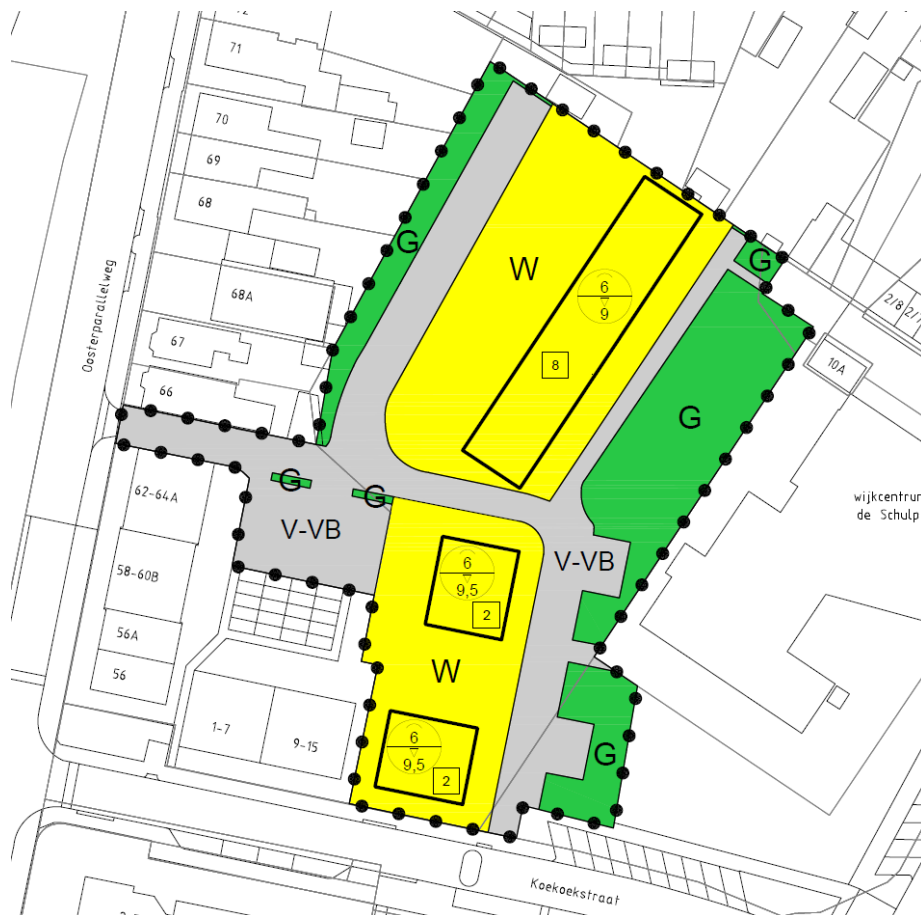 71
70
69
68
68A
67
66
Oosterparallelweg
G
W
6
9
8
G
2/8
10A
G
wijkcentrum
de Schulp
G
G
V-VB
V-VB
62-64A
58-60B
56A
56
6
9,5
2
W
6
9,5
2
1-7
9-15
G
Koekoekstraat